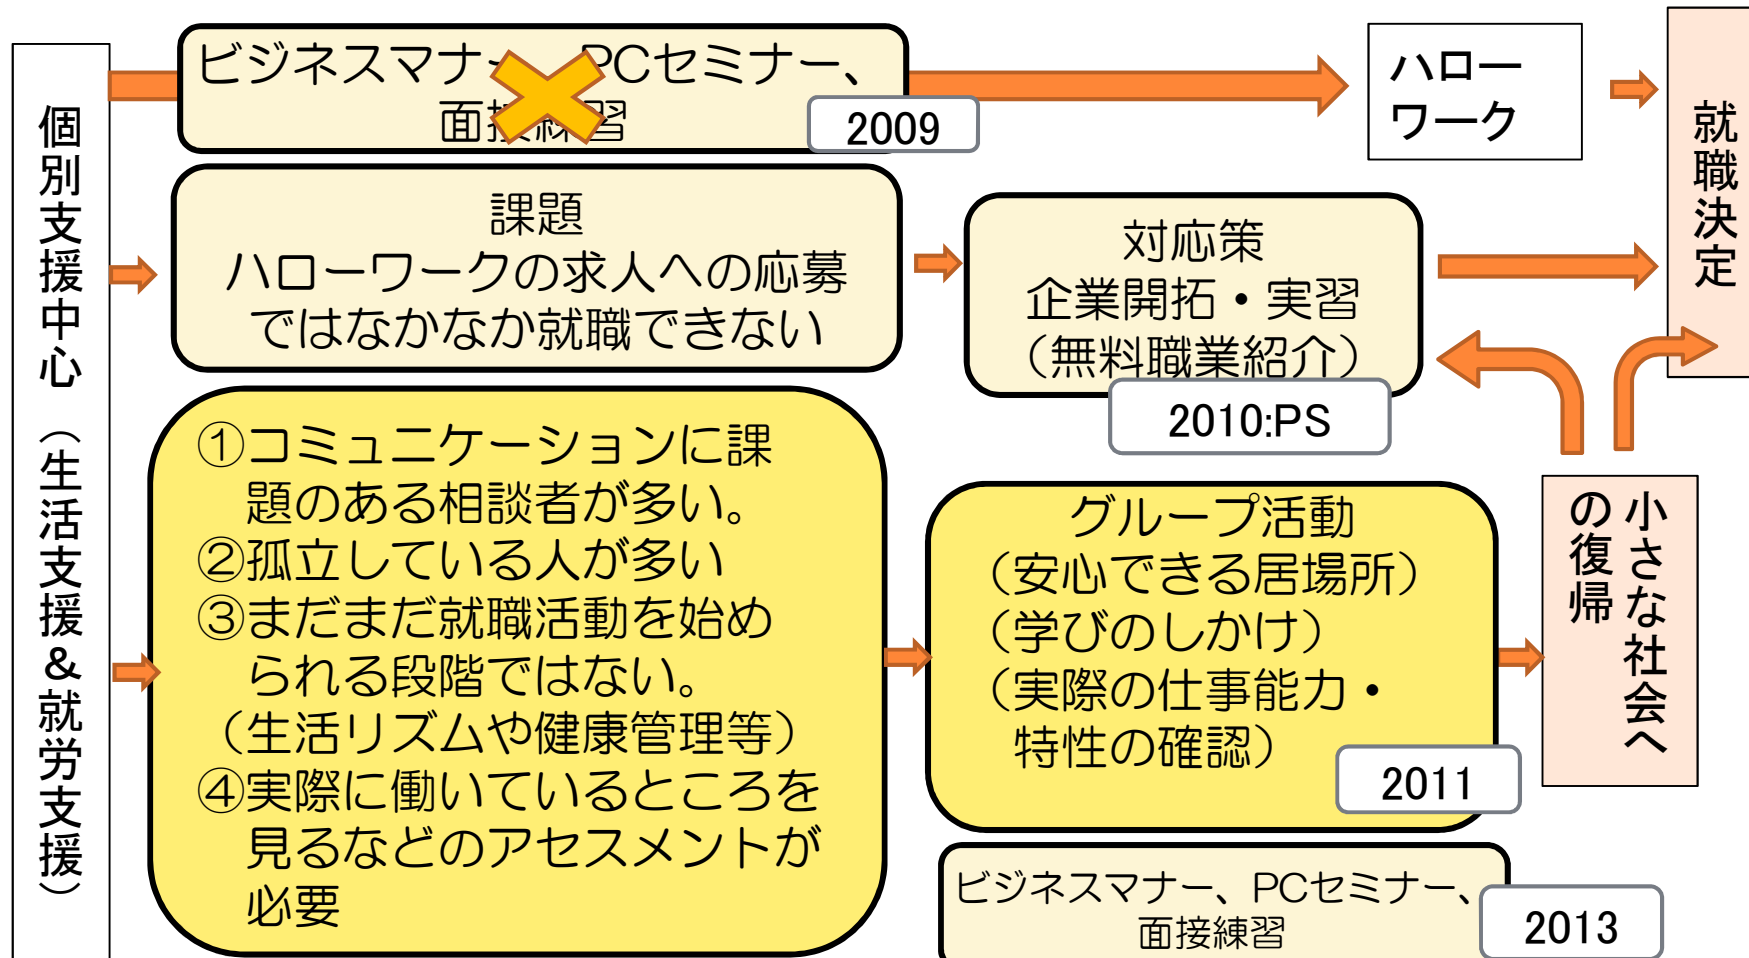 個別支援中心（生活支援＆就労支援）
ビジネスマナー、PCセミナー、
面接練習
2009
ハロー
ワーク
就職決定
課題
ハローワークの求人への応募
ではなかなか就職できない
対応策
企業開拓・実習
（無料職業紹介）
2010:PS
①コミュニケーションに課
題のある相談者が多い。
②孤立している人が多い
③まだまだ就職活動を始め
られる段階ではない。
（生活リズムや健康管理等）
④実際に働いているところを
見るなどのアセスメントが
必要
グループ活動
（安心できる居場所）
（学びのしかけ）
（実際の仕事能力・
特性の確認）
2011
小さな社会へ
の復帰
ビジネスマナー、PCセミナー、
面接練習
2013